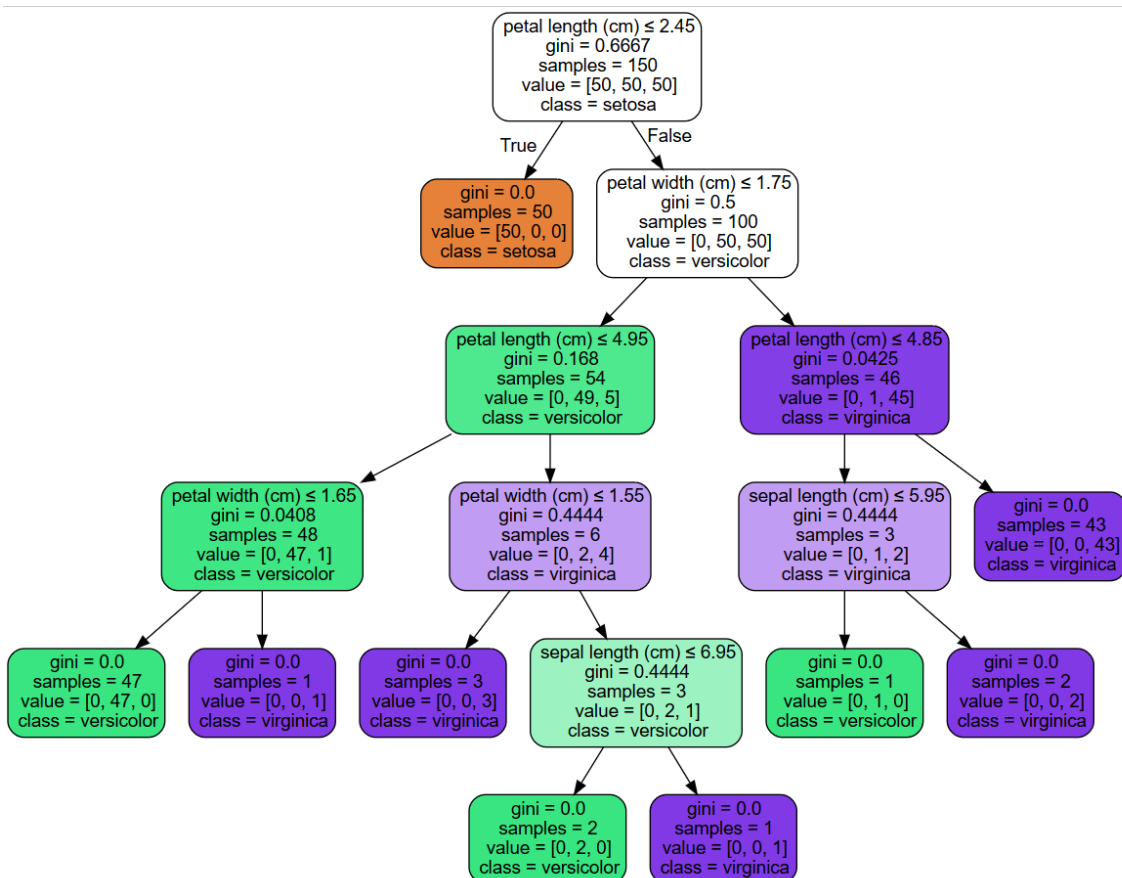 petal length (cm) ≤ 2.45
gini = 0.6667
samples = 150
value = [50, 50, 50]
class = setosa
True
False
gini = 0.0
samples = 50
value = [50, 0, 0]
class = setosa
petal width (cm) ≤ 1.75
gini = 0.5
samples = 100
value = [0, 50, 50]
class = versicolor
petal length (cm) ≤ 4.95
gini = 0.168
samples = 54
value = [0, 49, 5]
class = versicolor
petal length (cm) ≤ 4.85
gini = 0.0425
samples = 46
value = [0, 1, 45]
class = virginica
petal width (cm) ≤ 1.65
gini = 0.0408
samples = 48
value = [0, 47, 1]
class = versicolor
petal width (cm) ≤ 1.55
gini = 0.4444
samples = 6
value = [0, 2, 4]
class = virginica
sepal length (cm) ≤ 5.95
gini = 0.4444
samples = 3
value = [0, 1, 2]
class = virginica
gini = 0.0
samples = 43
value = [0, 0, 43]
class = virginica
gini = 0.0
samples = 47
value = [0, 47, 0]
class = versicolor
gini = 0.0
samples = 1
value = [0, 0, 1]
class = virginica
gini = 0.0
samples = 3
value = [0, 0, 3]
class = virginica
sepal length (cm) ≤ 6.95
gini = 0.4444
samples = 3
value = [0, 2, 1]
class = versicolor
gini = 0.0
samples = 1
value = [0, 1, 0]
class = versicolor
gini = 0.0
samples = 2
value = [0, 0, 2]
class = virginica
gini = 0.0
samples = 2
value = [0, 2, 0]
class = versicolor
gini = 0.0
samples = 1
value = [0, 0, 1]
class = virginica